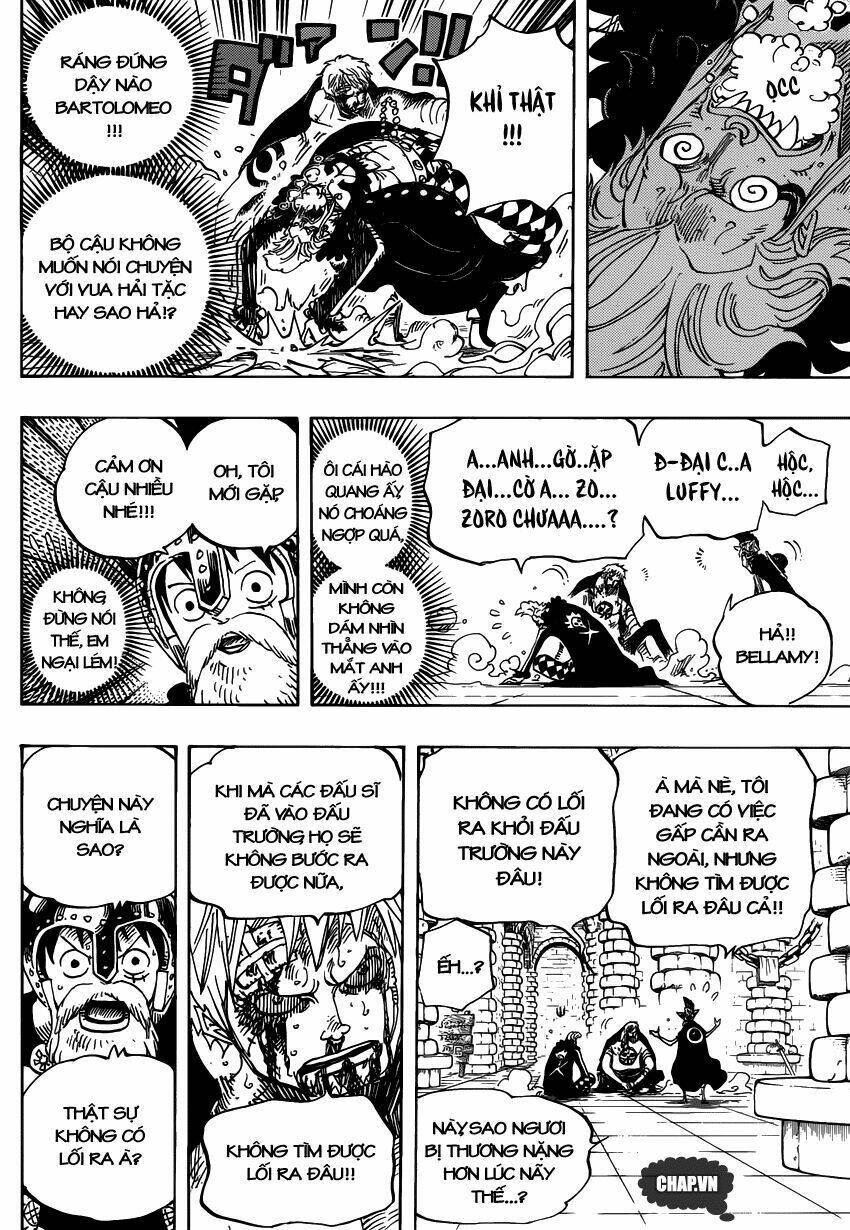 ỌCC
KHỈ THẬT
!!!
ダァン!!
RÁNG ĐỨNG
DẬY NÀO
BARTOLOMEO
!!!
BỘ CẬU KHÔNG
MUỐN NÓI CHUYỆN
VỚI VUA HẢI TẶC
HAY SAO HẢ!?
HỘC,
HỘC...
Đ-ĐẠI C..A
LUFFY...
A...ANH...GỜ..ẶP
ĐẠI...CỜ A... ZO...
ZORO CHƯAAA....?
HẢ!!
BELLAMY!
ÔI CÁI HÀO
QUANG ẤY,
NÓ CHOÁNG
NGỢP QUÁ,
MÌNH CÒN
KHÔNG
DÁM NHÌN
THẲNG VÀO
MẮT ANH
ẤY!!!
OH, TÔI
MỚI GẶP,
CẢM ƠN
CẬU NHIỀU
NHÉ!!!
KHÔNG,
ĐỪNG NÓI
THẾ, EM
NGẠI LÉM!
À MÀ NÈ, TÔI
ĐANG CÓ VIỆC
GẤP CẦN RA
NGOÀI, NHƯNG
KHÔNG TÌM ĐƯỢC
LỐI RA ĐÂU CẢ!!
KHÔNG CÓ LỐI
RA KHỎI ĐẤU
TRƯỜNG NÀY
ĐÂU!
ẾH...?
NÀY,SAO NGƯƠI
BỊ THƯƠNG NẶNG
HƠN LÚC NÃY
THẾ...?
KHI MÀ CÁC ĐẤU SĨ
ĐÃ VÀO ĐẤU
TRƯỜNG, HỌ SẼ
KHÔNG BƯỚC RA
ĐƯỢC NỮA,
KHÔNG TÌM ĐƯỢC
LỐI RA ĐÂU!!
CHUYỆN NÀY
NGHĨA LÀ
SAO?
THẬT SỰ
KHÔNG CÓ
LỐI RA À?
CHAP.VN